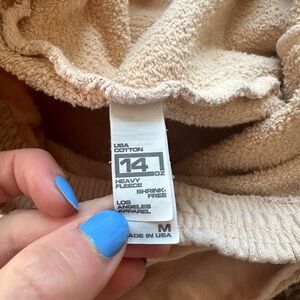 USA
COTTON
14 OZ
HEAVY
FLEECE
SHRINK-
FREE
LOS
ANGELES
APPAREL
M
MADE IN USA